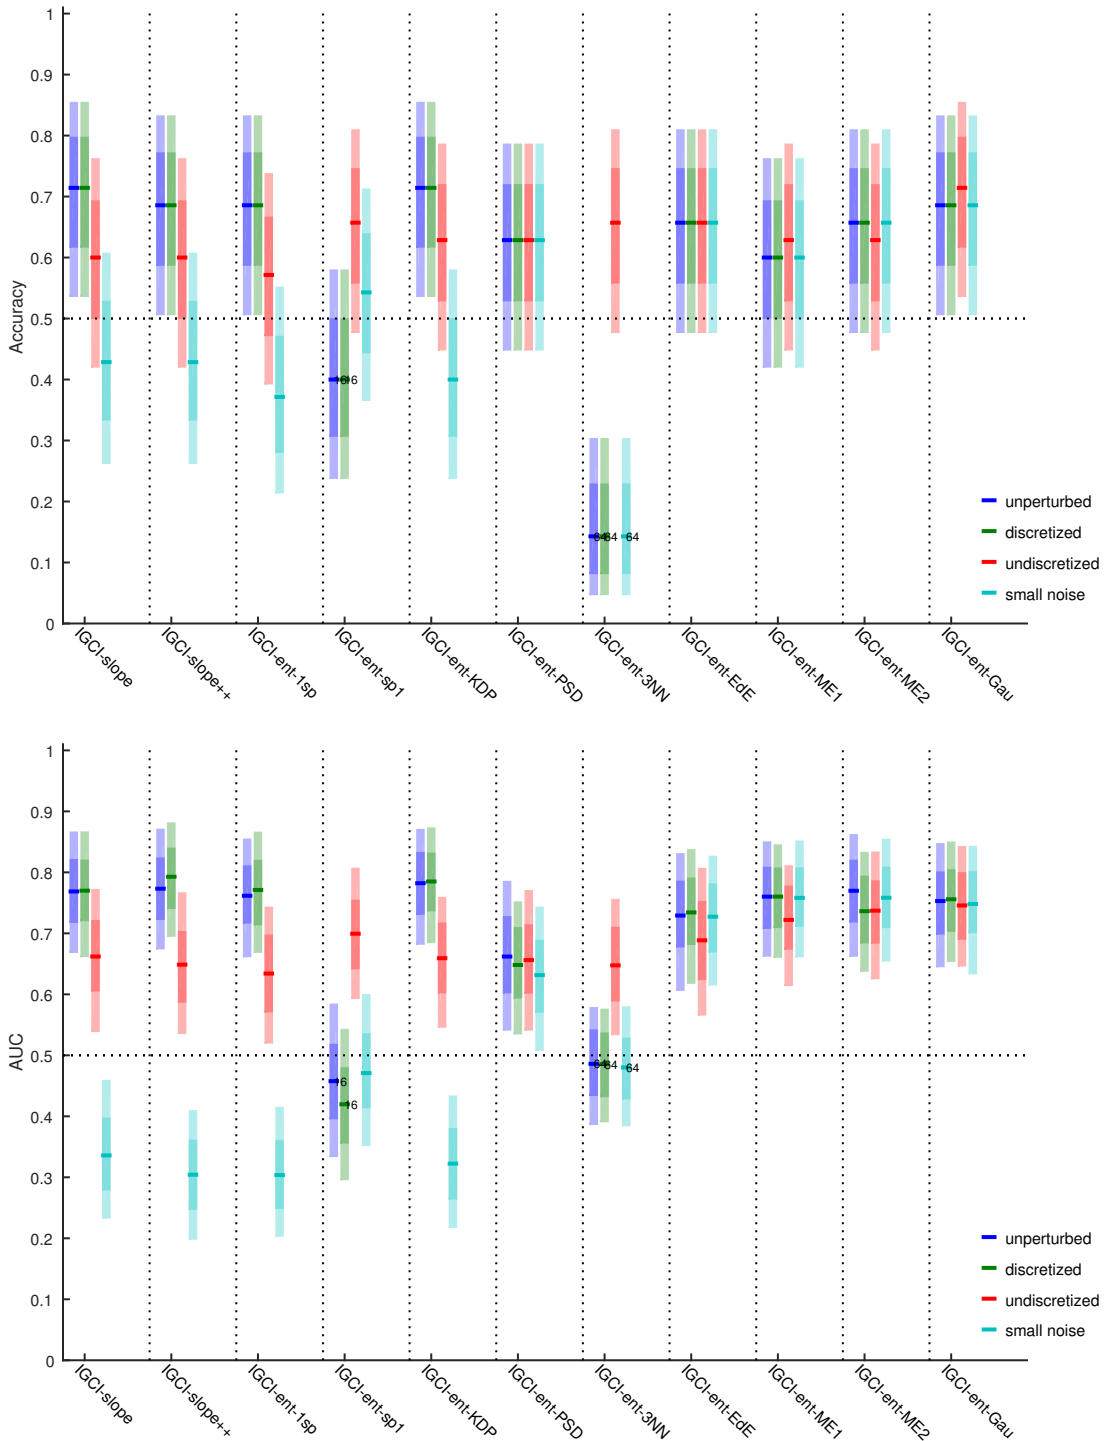 1
0.9
0.8
0.7
0.6
0.5
0.4
0.3
0.2
0.1
0
Accuracy
16 16
64 64 64
unperturbed
discretized
undiscretized
small noise
IGCI-slope IGCI-slope++ IGCI-ent-1sp IGCI-ent-sp1 IGCI-ent-KDP IGCI-ent-PSD IGCI-ent-3NN IGCI-ent-EdE IGCI-ent-ME1 IGCI-ent-ME2 IGCI-ent-Gau
1
0.9
0.8
0.7
0.6
0.5
0.4
0.3
0.2
0.1
0
AUC
64 64 64
16
16
unperturbed
discretized
undiscretized
small noise
IGCI-slope IGCI-slope++ IGCI-ent-1sp IGCI-ent-sp1 IGCI-ent-KDP IGCI-ent-PSD IGCI-ent-3NN IGCI-ent-EdE IGCI-ent-ME1 IGCI-ent-ME2 IGCI-ent-Gau